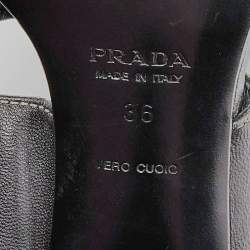 PRADA
MADE IN ITALY
36
VERO CUOIO